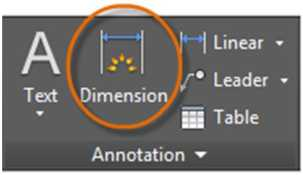 A
Text
Dimension
Linear
Leader
Table
Annotation